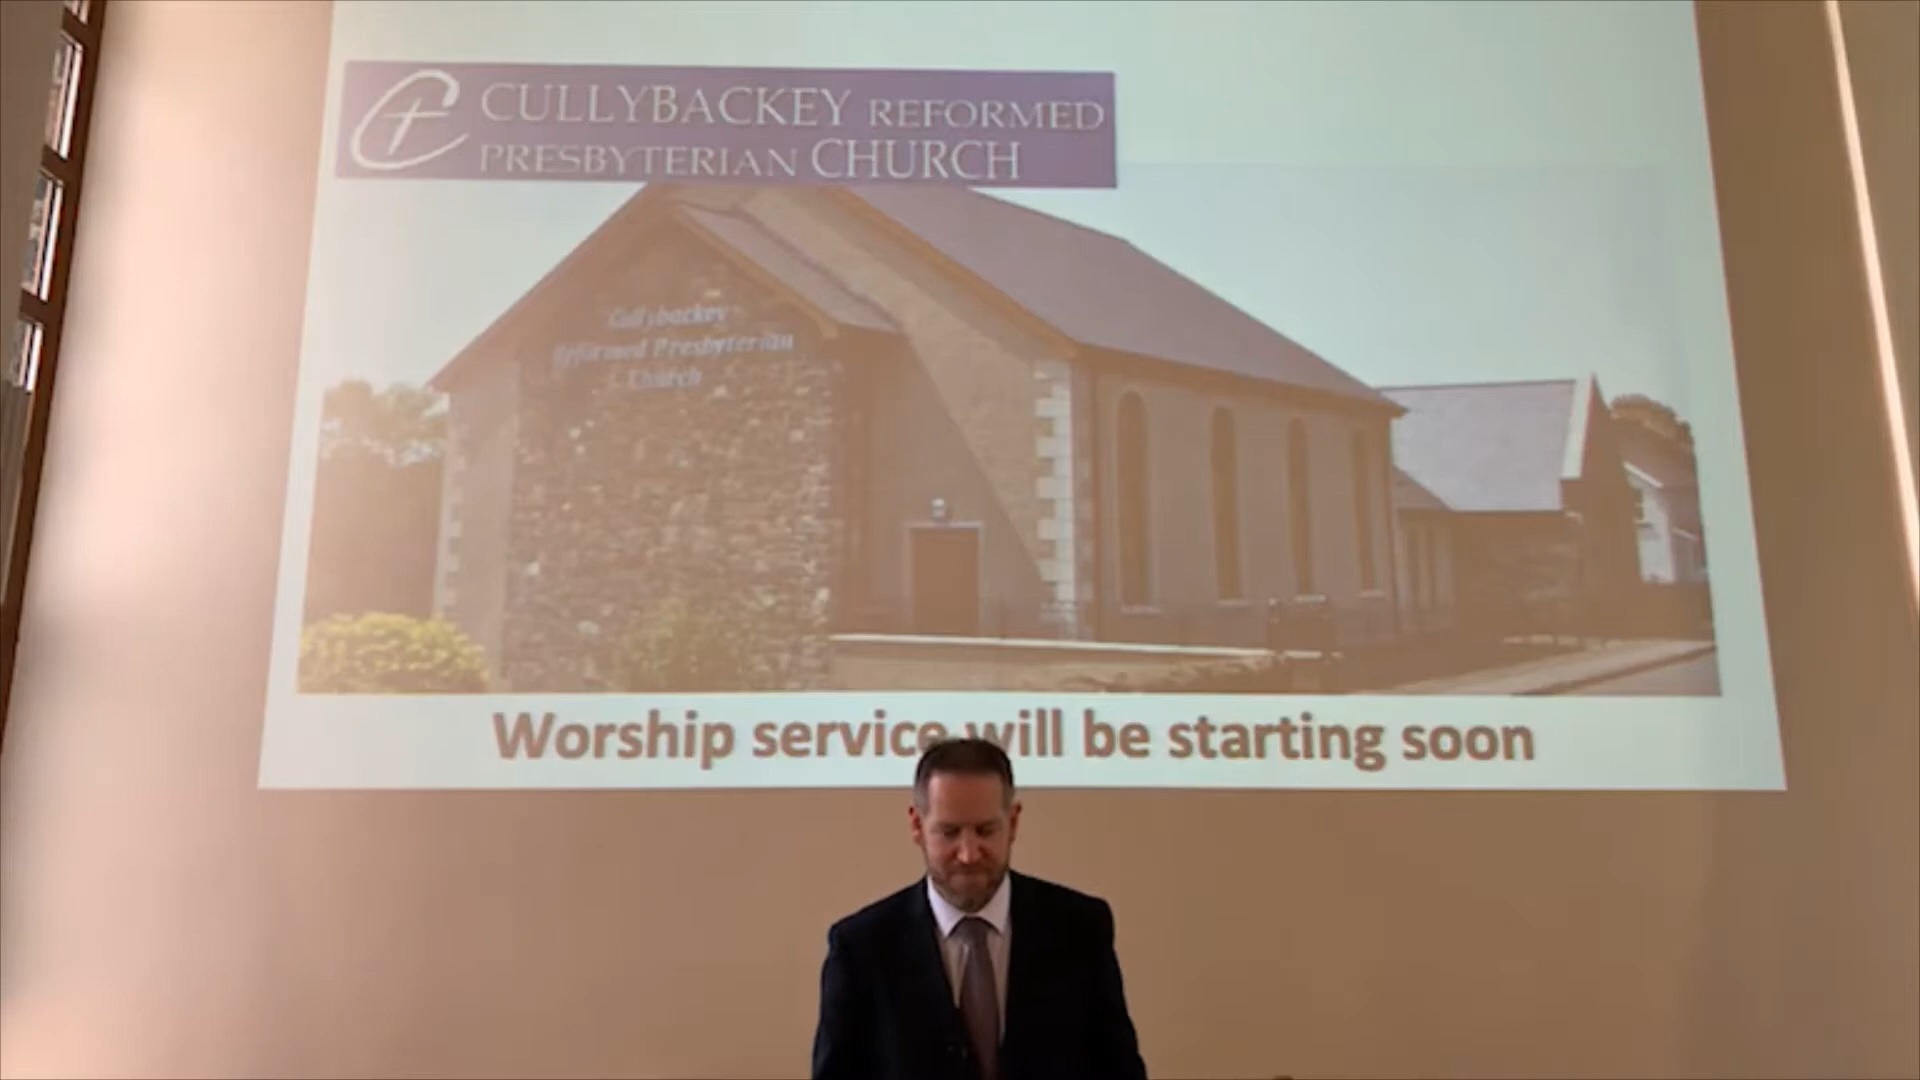 CULLYBACKEY REFORMED
PRESBYTERIAN CHURCH
Cullybackey
Reformed Presbyterian
Church
Worship service will be starting soon